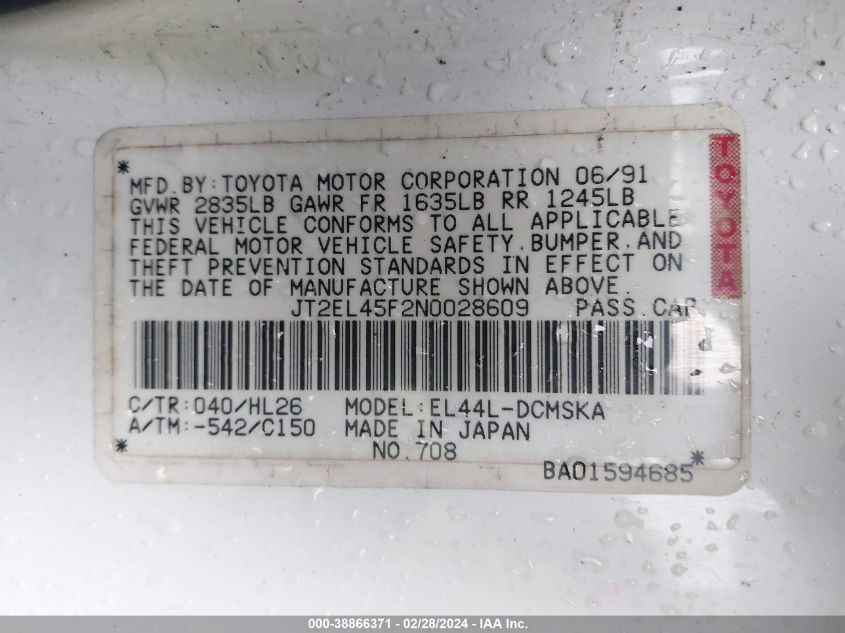 MFD.BY:TOYOTA MOTOR CORPORATION 06/91
GVWR 2835LB GAWR FR 1635LB RR 1245LB
THIS VEHICLE CONFORMS TO ALL APPLICABLE
FEDERAL MOTOR VEHICLE SAFETY.BUMPER.AND
THEFT PREVENTION STANDARDS IN EFFECT ON
THE DATE OF MANUFACTURE SHOWN ABOVE.
JT2EL45F2N0028609 PASS.CAR
C/TR:040/HL26 MODEL:EL44L-DCMSKA
A/TM:-542/C150 MADE IN JAPAN
NO.708
BA01594685
TOYOTA
000-38866371 - 02/28/2024 - IAA Inc.